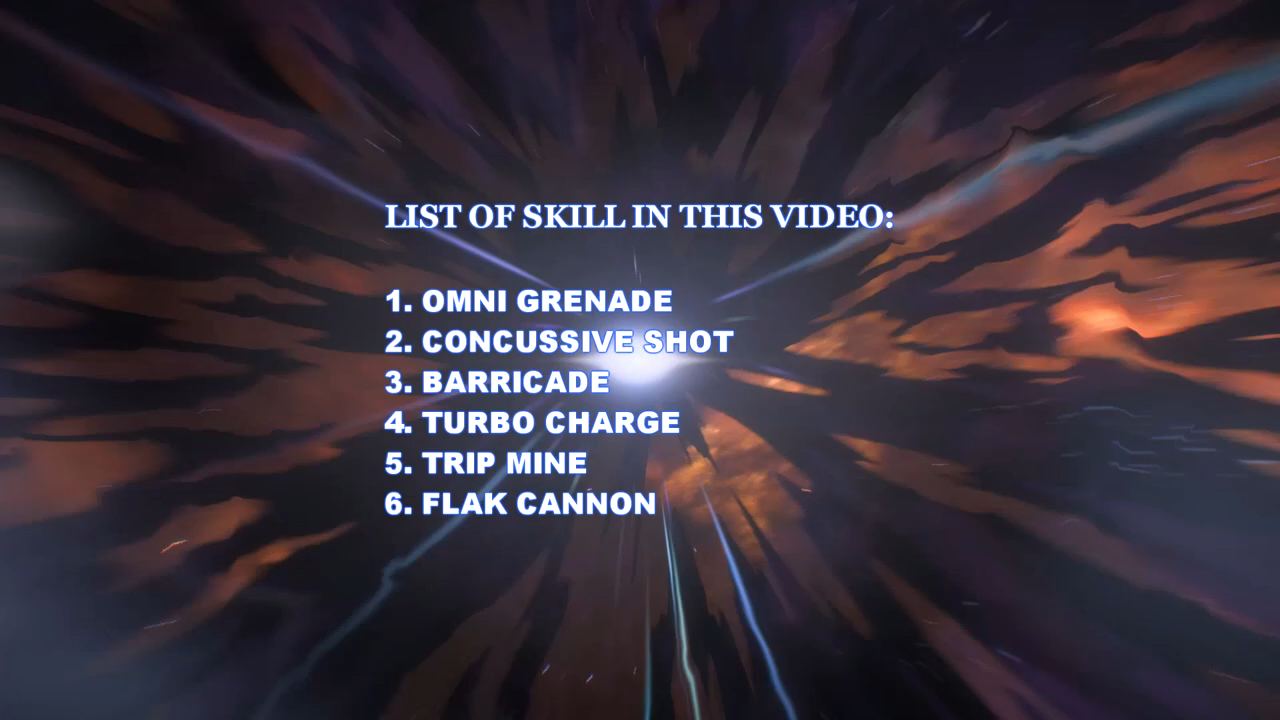 LIST OF SKILL IN THIS VIDEO:
1. OMNI GRENADE
2. CONCUSSIVE SHOT
3. BARRICADE
4. TURBO CHARGE
5. TRIP MINE
6. FLAK CANNON